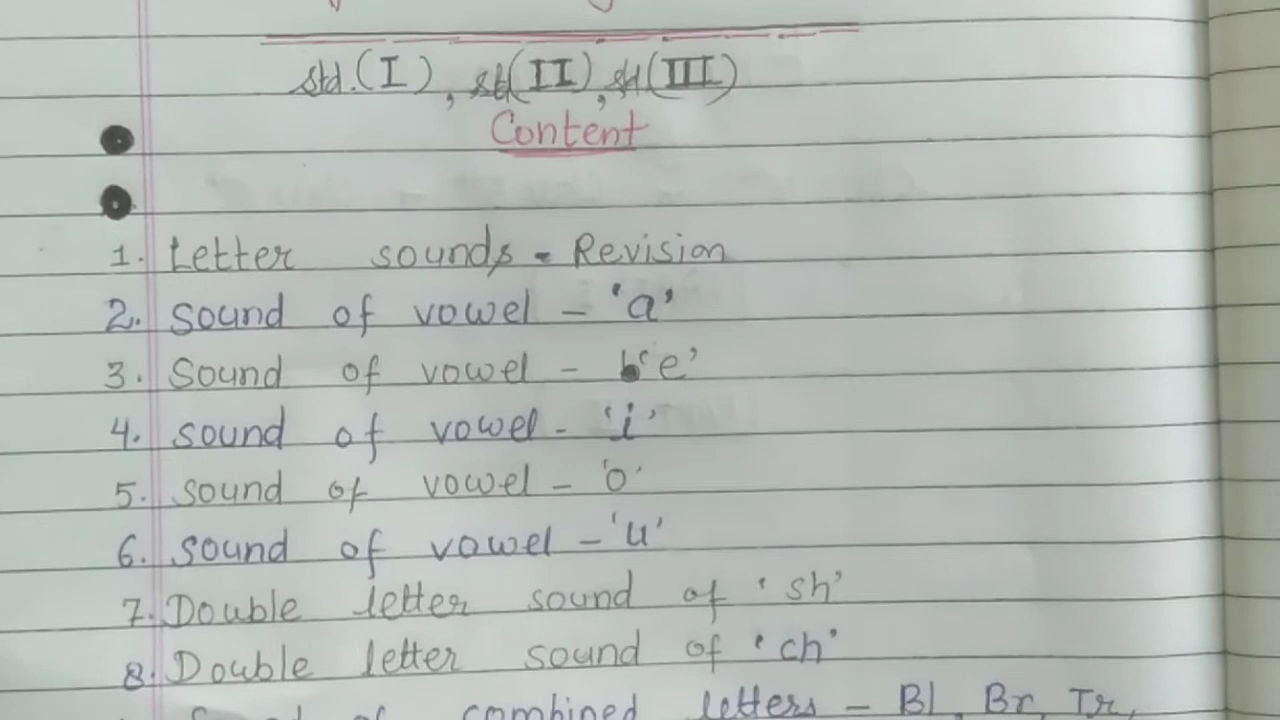 std.(I), std(II), std(III)
Content
1. Letter sounds - Revision
2. sound of vowel - 'a'
3. Sound of vowel - 'e'
4. sound of vowel - 'i'
5. sound of vowel - 'o'
6. sound of vowel - 'u'
7. Double letter sound of 'sh'
8. Double letter sound of 'ch'
Sound of combined letters - Bl, Br, Tr,